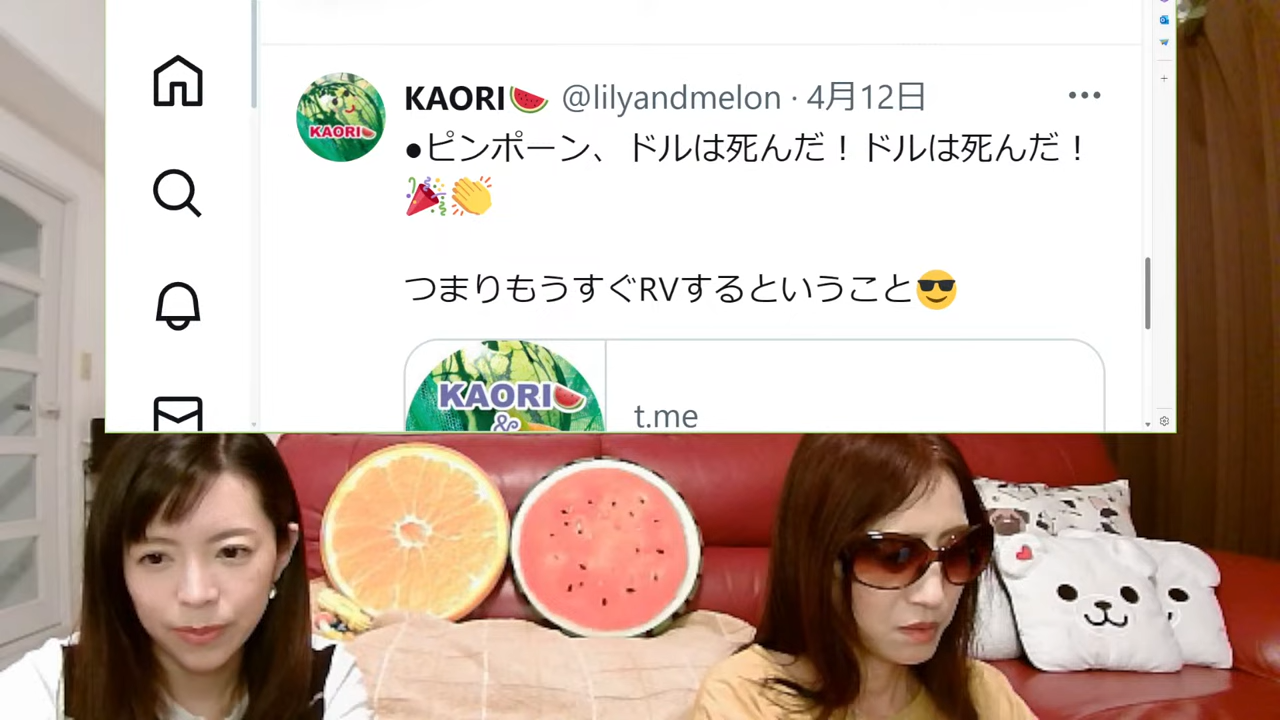 KAORI🍉 @lilyandmelon · 4月12日
KAORI🍉
●ピンポーン、ドルは死んだ！ドルは死んだ！
🎉👏
つまりもうすぐRVするということ😎
KAORI🍉
&
t.me